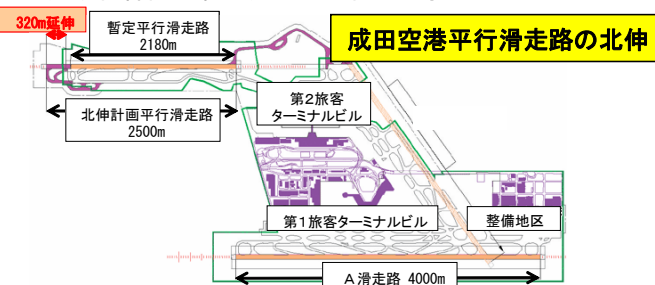 320m延伸
暫定平行滑走路
2180m
成田空港平行滑走路の北伸
北伸計画平行滑走路
2500m
第2旅客
ターミナルビル
第1旅客ターミナルビル
整備地区
A滑走路 4000m